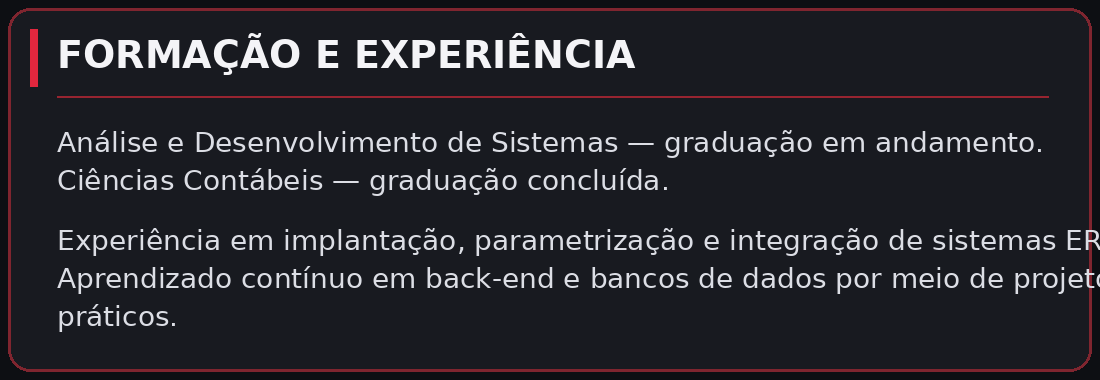 FORMAÇÃO E EXPERIÊNCIA
Análise e Desenvolvimento de Sistemas — graduação em andamento.
Ciências Contábeis — graduação concluída.
Experiência em implantação, parametrização e integração de sistemas
Aprendizado contínuo em back-end e bancos de dados por meio de
práticos.